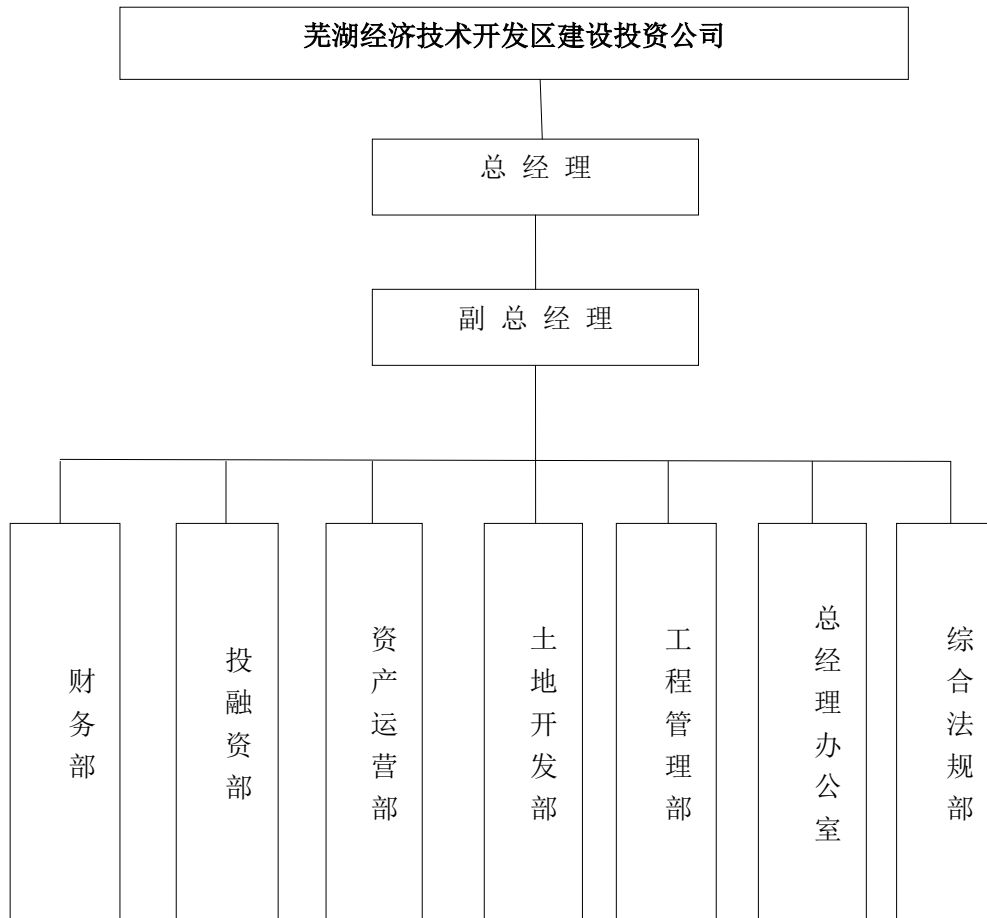 芜湖经济技术开发区建设投资公司
总 经 理
副 总 经 理
财务部
投融资部
资产运营部
土地开发部
工程管理部
总经理办公室
综合法规部